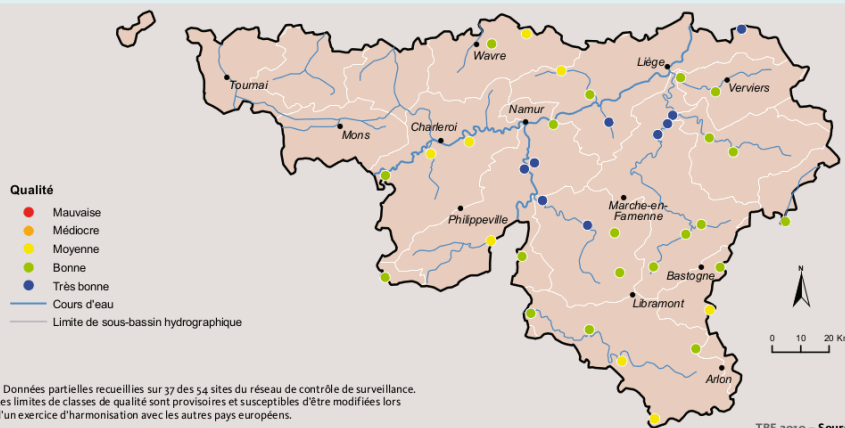 Wavre
Liège
Tournai
Verviers
Namur
Charleroi
Mons
Qualité
Mauvaise
Médiocre
Moyenne
Bonne
Très bonne
Cours d'eau
Limite de sous-bassin hydrographique
Marche-en-
Famenne
Philippeville
Bastogne
Libramont
Arlon
N
0 10 20 K
Données partielles recueillies sur 37 des 54 sites du réseau de contrôle de surveillance.
es limites de classes de qualité sont provisoires et susceptibles d'être modifiées lors
'un exercice d'harmonisation avec les autres pays européens.